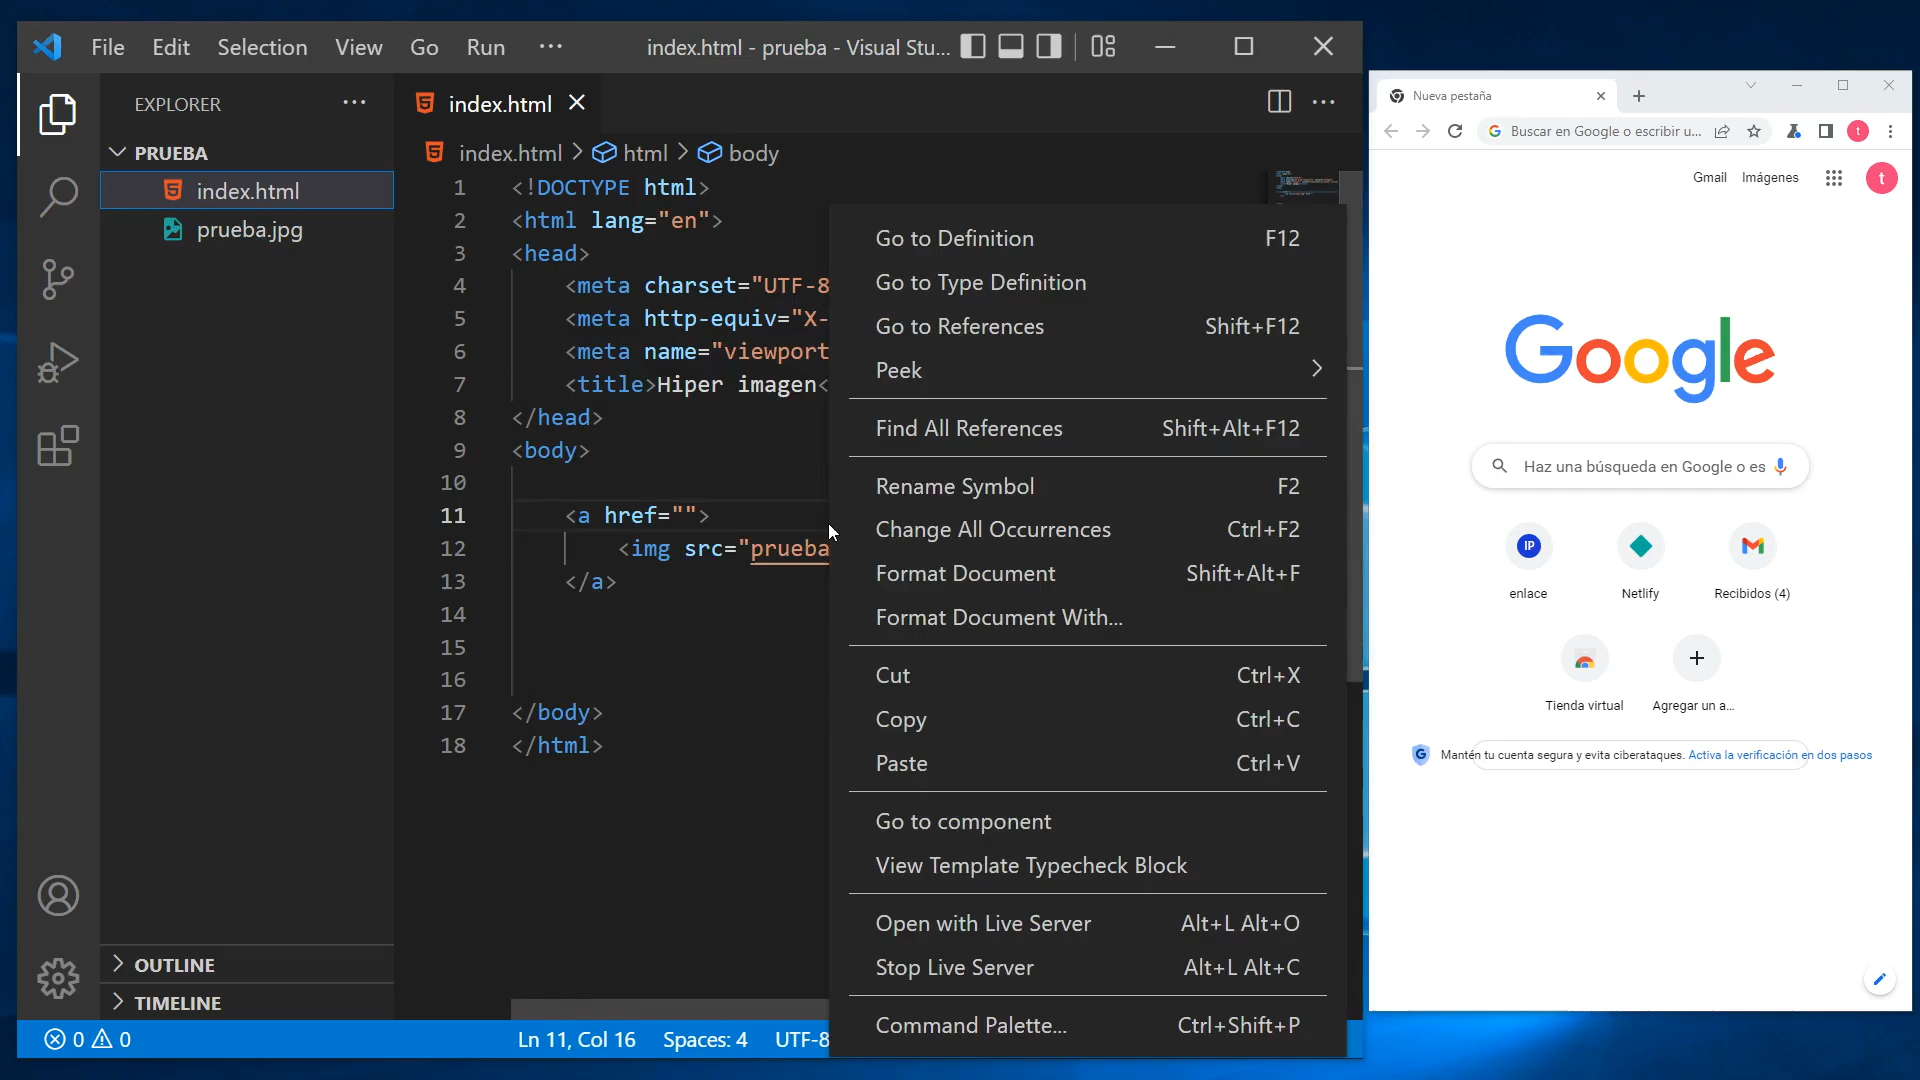 File Edit Selection View Go Run ··· index.html - prueba - Visual Stu...
EXPLORER ···
PRUEBA
index.html
prueba.jpg
OUTLINE
TIMELINE
index.html
index.html > html > body
1 <!DOCTYPE html>
2 <html lang="en">
3 <head>
4 <meta charset="UTF-8
5 <meta http-equiv="X-
6 <meta name="viewport
7 <title>Hiper imagen<
8 </head>
9 <body>
10
11 <a href="">
12 <img src="prueba
13 </a>
14
15
16
17 </body>
18 </html>
Go to Definition F12
Go to Type Definition
Go to References Shift+F12
Peek
Find All References Shift+Alt+F12
Rename Symbol F2
Change All Occurrences Ctrl+F2
Format Document Shift+Alt+F
Format Document With...
Cut Ctrl+X
Copy Ctrl+C
Paste Ctrl+V
Go to component
View Template Typecheck Block
Open with Live Server Alt+L Alt+O
Stop Live Server Alt+L Alt+C
Command Palette... Ctrl+Shift+P
0 0 Ln 11, Col 16 Spaces: 4 UTF-8
Nueva pestaña
Buscar en Google o escribir u... t
Gmail Imágenes t
Google
Haz una búsqueda en Google o es
IP
enlace Netlify Recibidos (4)
Tienda virtual Agregar un a...
Mantén tu cuenta segura y evita ciberataques. Activa la verificación en dos pasos